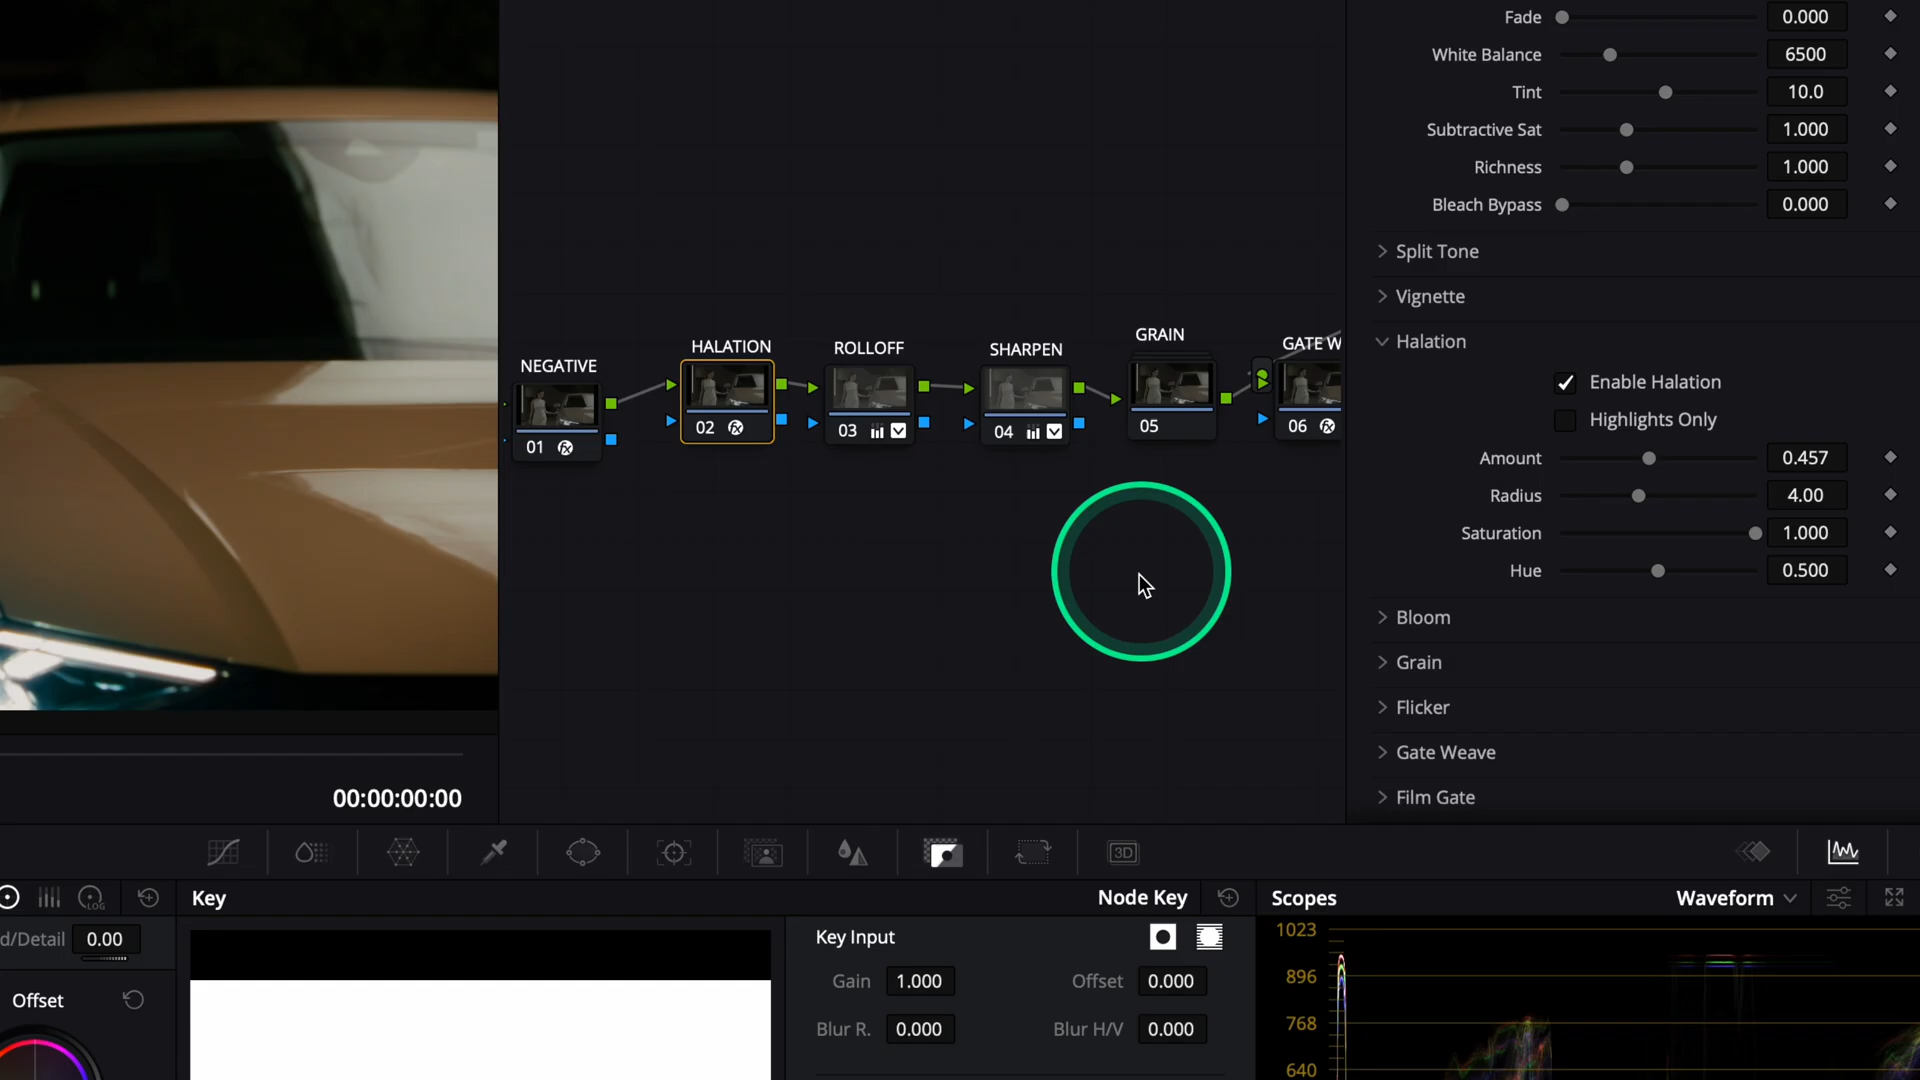 Fade 0.000
White Balance 6500
Tint 10.0
Subtractive Sat 1.000
Richness 1.000
Bleach Bypass 0.000
Split Tone
Vignette
Halation
Enable Halation
Highlights Only
Amount 0.457
Radius 4.00
Saturation 1.000
Hue 0.500
Bloom
Grain
Flicker
Gate Weave
Film Gate
NEGATIVE
HALATION
ROLLOFF
SHARPEN
GRAIN
GATE W
01
02
03
04
05
06
00:00:00:00
3D
LOG
Key
Node Key
Scopes
Waveform
d/Detail 0.00
Offset
Key Input
Gain 1.000 Offset 0.000
Blur R. 0.000 Blur H/V 0.000
1023
896
768
640